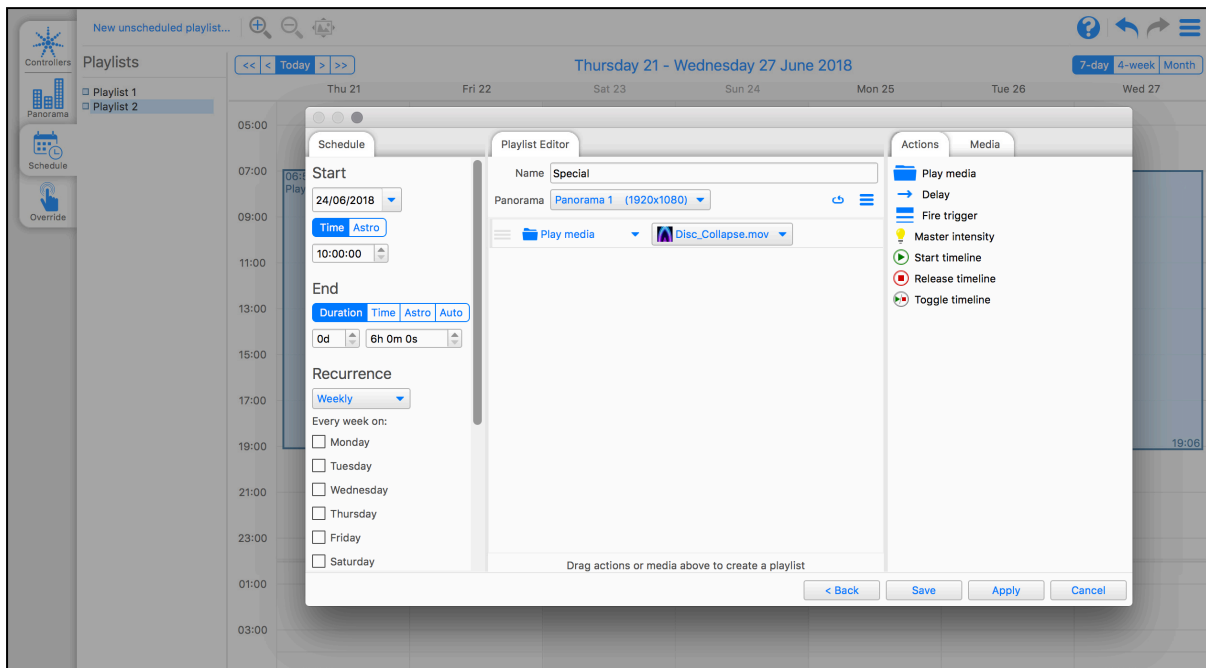 New unscheduled playlist...
Controllers
Panorama
Schedule
Override
Playlists
Playlist 1
Playlist 2
<< < Today > >>
Thursday 21 - Wednesday 27 June 2018
7-day 4-week Month
Thu 21 Fri 22 Sat 23 Sun 24 Mon 25 Tue 26 Wed 27
05:00
07:00
09:00
11:00
13:00
15:00
17:00
19:00
21:00
23:00
01:00
03:00
19:06
Schedule
Start
24/06/2018
Time Astro
10:00:00
End
Duration Time Astro Auto
0d 6h 0m 0s
Recurrence
Weekly
Every week on:
Monday
Tuesday
Wednesday
Thursday
Friday
Saturday
Playlist Editor
Name Special
Panorama Panorama 1 (1920x1080)
Play media Disc_Collapse.mov
Drag actions or media above to create a playlist
Actions Media
Play media
Delay
Fire trigger
Master intensity
Start timeline
Release timeline
Toggle timeline
< Back Save Apply Cancel